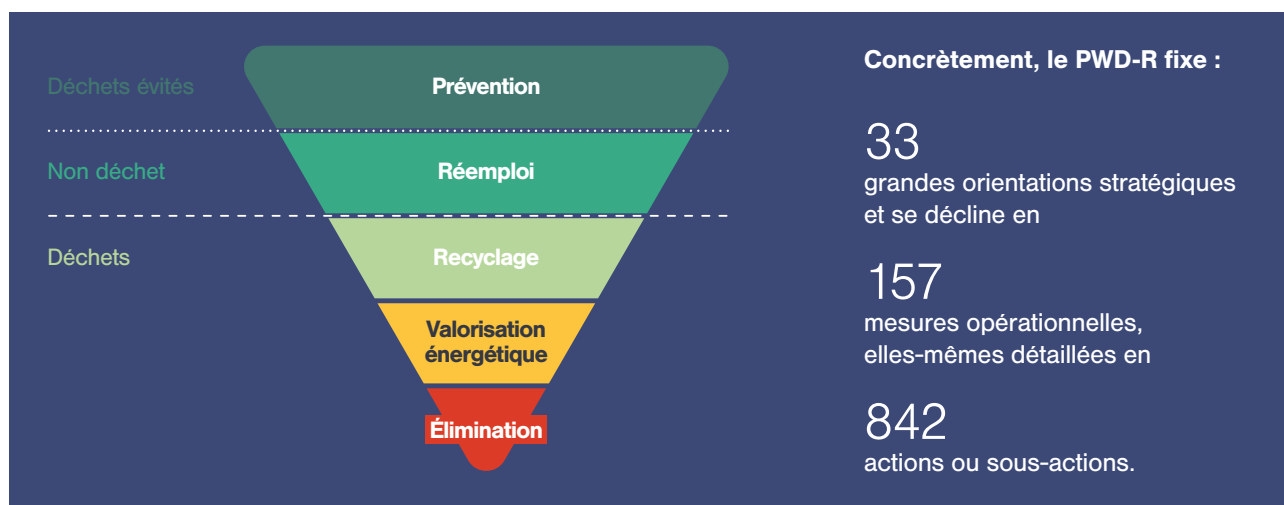 Déchets évités
Prévention
Non déchet
Réemploi
Déchets
Recyclage
Valorisation
énergétique
Élimination
Concrètement, le PWD-R fixe :
33
grandes orientations stratégiques
et se décline en
157
mesures opérationnelles,
elles-mêmes détaillées en
842
actions ou sous-actions.